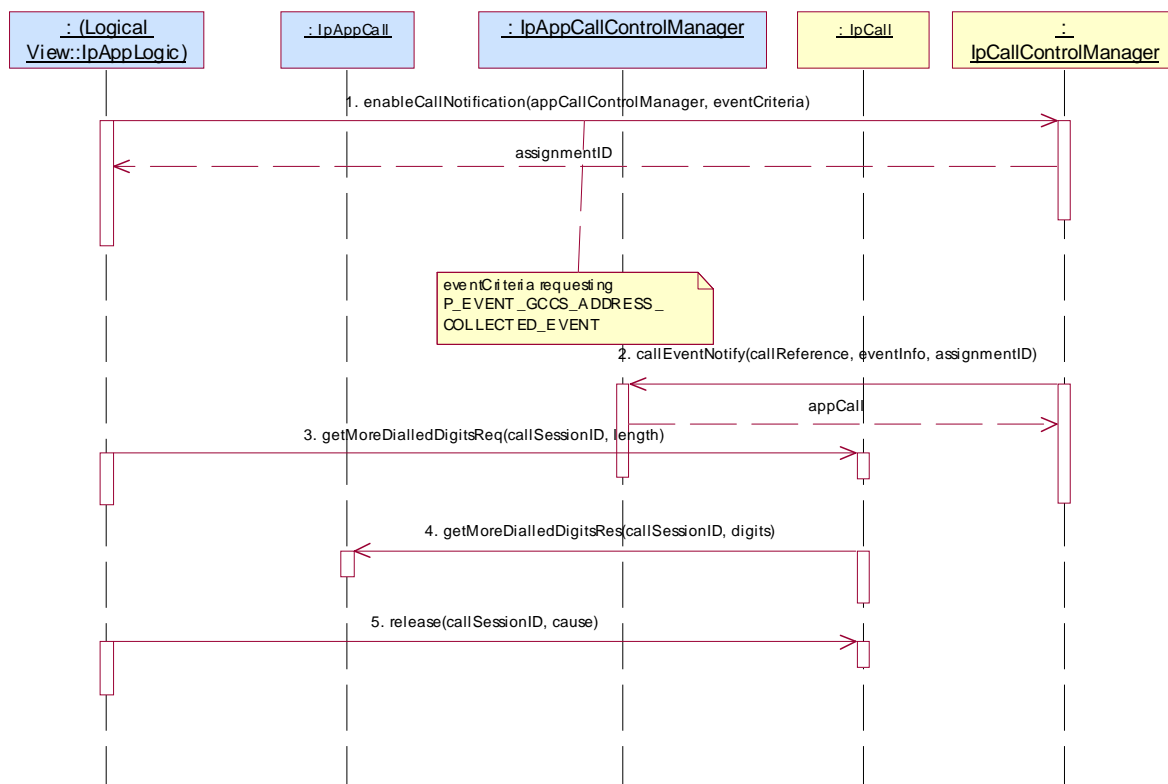 : (Logical
View::IpAppLogic)
: IpAppCall
: IpAppCallControlManager
: IpCall
:
IpCallControlManager
1. enableCallNotification(appCallControlManager, eventCriteria)
assignmentID
eventCriteria requesting
P_EVENT_GCCS_ADDRESS_
COLLECTED_EVENT
2. callEventNotify(callReference, eventInfo, assignmentID)
appCall
3. getMoreDialledDigitsReq(callSessionID, length)
4. getMoreDialledDigitsRes(callSessionID, digits)
5. release(callSessionID, cause)